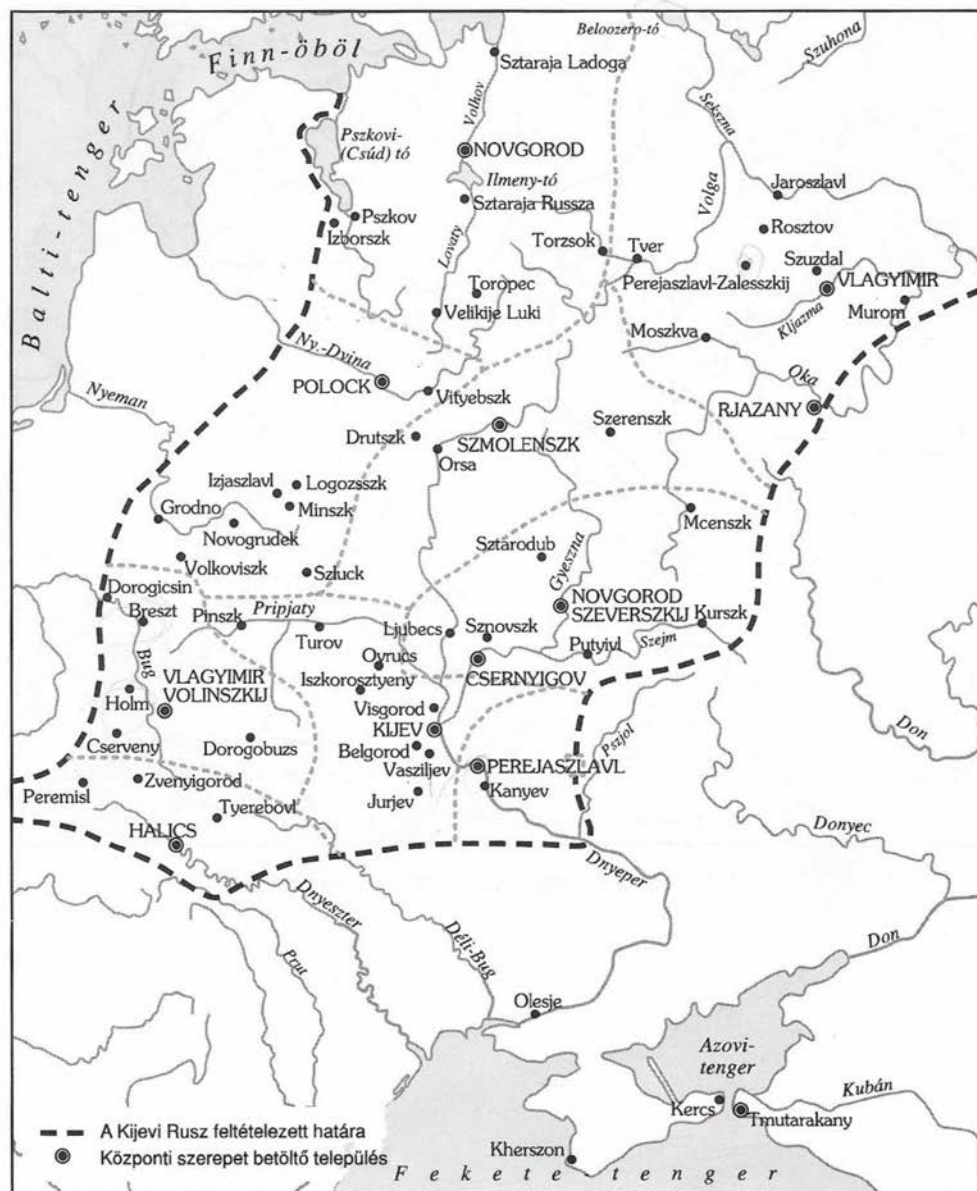 Finn-öböl
Balti-tenger
Beloozero-tó
Szuhona
Sztaraja Ladoga
Volhov
Sekszna
Pszkovi-
(Csúd) tó
NOVGOROD
Ilmeny-tó
Sztaraja Russza
Volga
Jaroszlavl
Pszkov
Izborszk
Rosztov
Lovaty
Torzsok
Tver
Szuzdal
Perejaszlavl-Zalesszkij
VLAGYIMIR
Toropec
Velikije Luki
Kljazma
Murom
Moszkva
Ny.-Dvina
Nyeman
POLOCK
Vityebszk
Oka
RJAZANY
Drutszk
SZMOLENSZK
Szerenszk
Orsa
Izjaszlavl
Logozsszk
Minszk
Grodno
Novogrudek
Mcenszk
Volkoviszk
Szluck
Sztarodub
Gyeszna
Dorogicsin
Breszt
Pinszk
Pripjaty
Turov
Ljubecs
Sznovszk
NOVGOROD
SZEVERSZKIJ
Kurszk
Putyivl
Szejm
Ovrucs
Bug
VLAGYIMIR
VOLINSZKIJ
Iszkorosztyeny
CSERNYIGOV
Holm
Visgorod
KIJEV
Cserveny
Dorogobuzs
Belgorod
Vasziljev
Pszjol
Don
PEREJASZLAVL
Peremisl
Zvenyigorod
Jurjev
Kanyev
Tyerebovl
HALICS
Donyec
Dnyeper
Dnyeszter
Prut
Déli-Bug
Don
Olesje
Azovi-
tenger
Kubán
Kercs
Tmutarakany
Kherszon
Fekete-tenger
A Kijevi Rusz feltételezett határa
Központi szerepet betöltő település